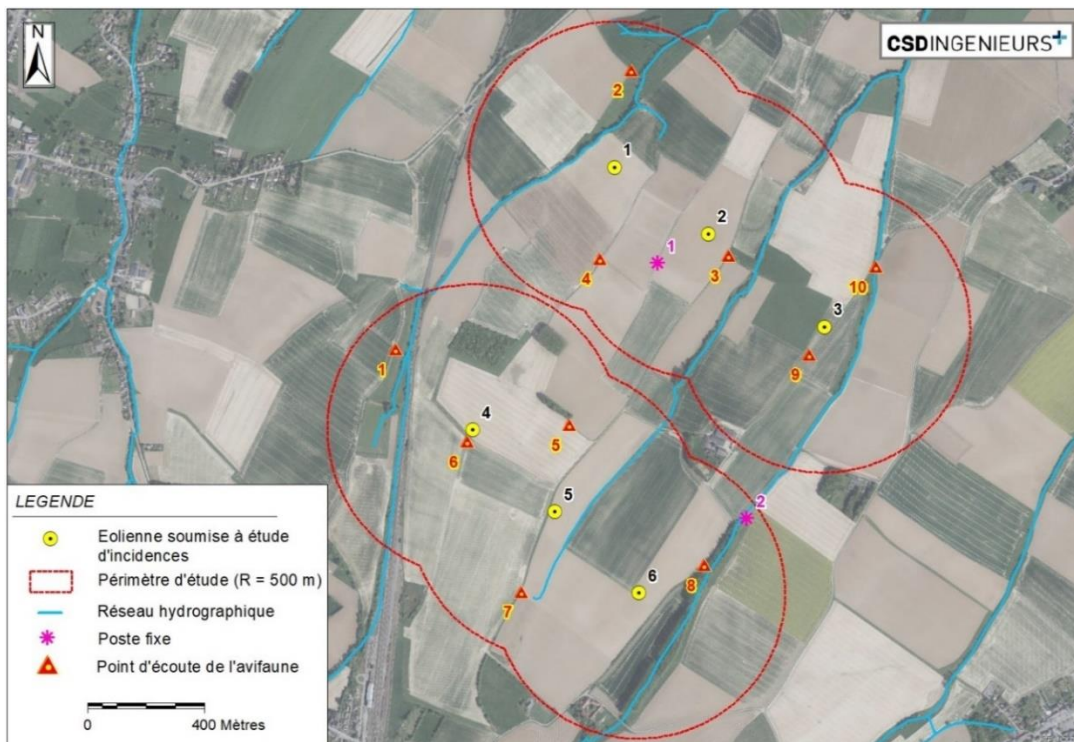 N
CSDINGENIEURS+
2
1
2
1
4
3
10
3
9
1
4
5
6
5
2
8
6
7
LEGENDE
Eolienne soumise à étude
d'incidences
Périmètre d'étude (R = 500 m)
Réseau hydrographique
Poste fixe
Point d'écoute de l'avifaune
0
400 Mètres